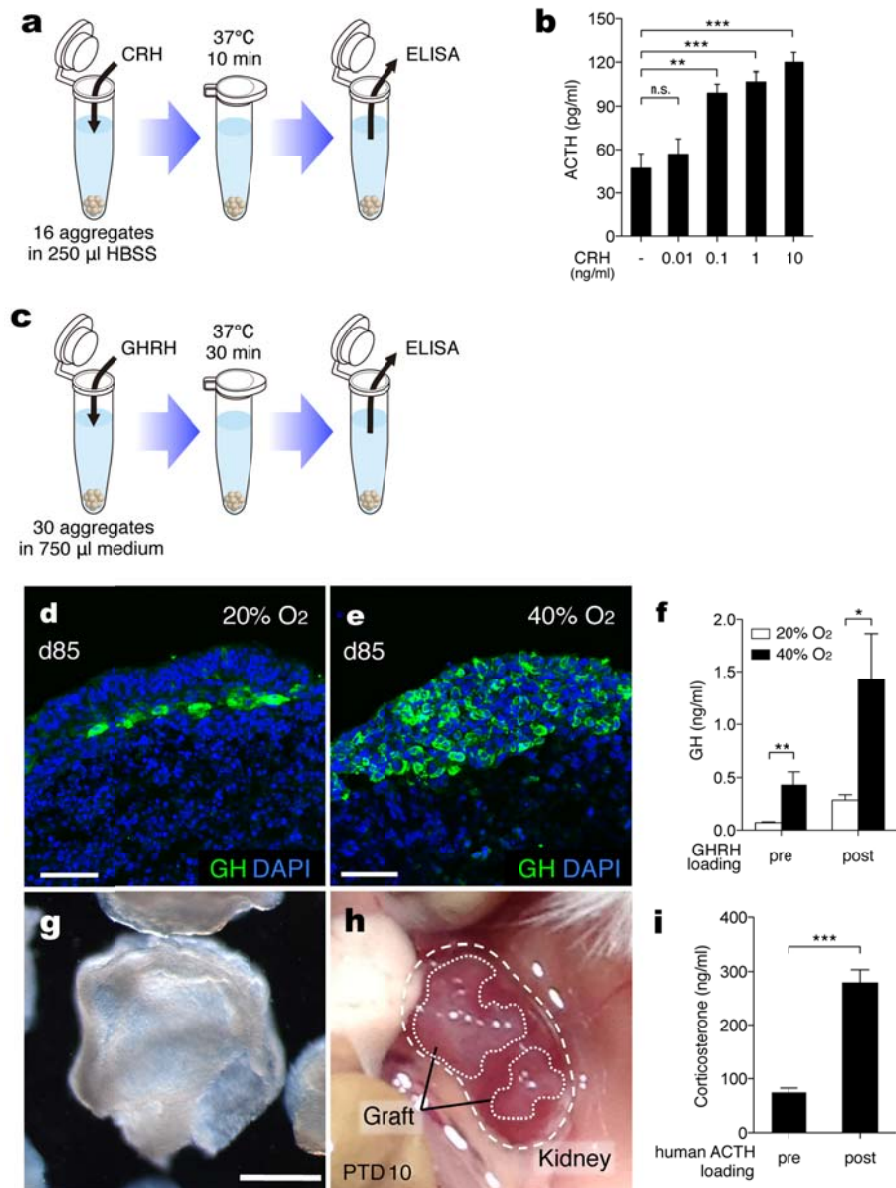 a
CRH
37℃
10 min
ELISA
16 aggregates
in 250 µl HBSS
b
***
***
**
n.s.
150
120
90
60
30
0
ACTH (pg/ml)
CRH
(ng/ml)
- 0.01 0.1 1 10
c
GHRH
37℃
30 min
ELISA
30 aggregates
in 750 µl medium
d
20% O2
d85
GH DAPI
e
40% O2
d85
GH DAPI
f
20% O2
40% O2
*
**
2.0
1.5
1.0
0.5
0
GH (ng/ml)
GHRH
loading
pre post
g
h
Graft
Kidney
PTD10
i
***
400
300
200
100
0
Corticosterone (ng/ml)
human ACTH
loading
pre post